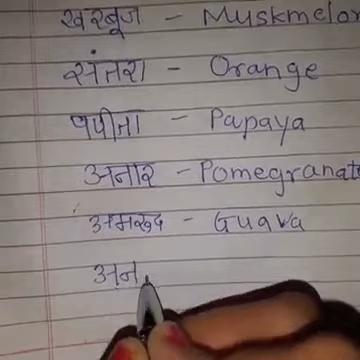 खरबूज - Muskmelon
संतरा - Orange
पपीता - Papaya
अनार - Pomegranate
अमरूद - Guava
अन